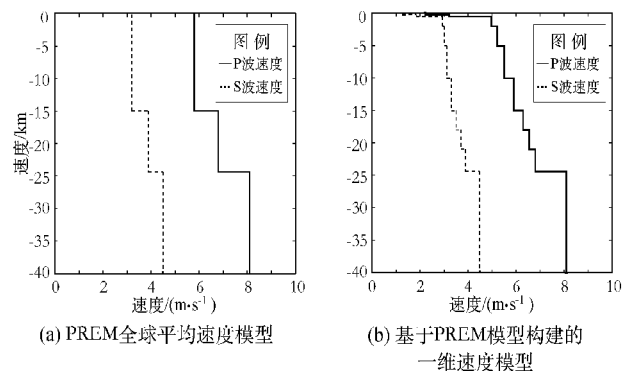 0
-5
-10
-15
-20
-25
-30
-35
-40
速度/km
图 例
P波速度
S波速度
0 2 4 6 8 10
速度/(m·s⁻¹)
(a) PREM全球平均速度模型
0
-5
-10
-15
-20
-25
-30
-35
-40
图 例
P波速度
S波速度
0 2 4 6 8 10
速度/(m·s⁻¹)
(b) 基于PREM模型构建的
一维速度模型